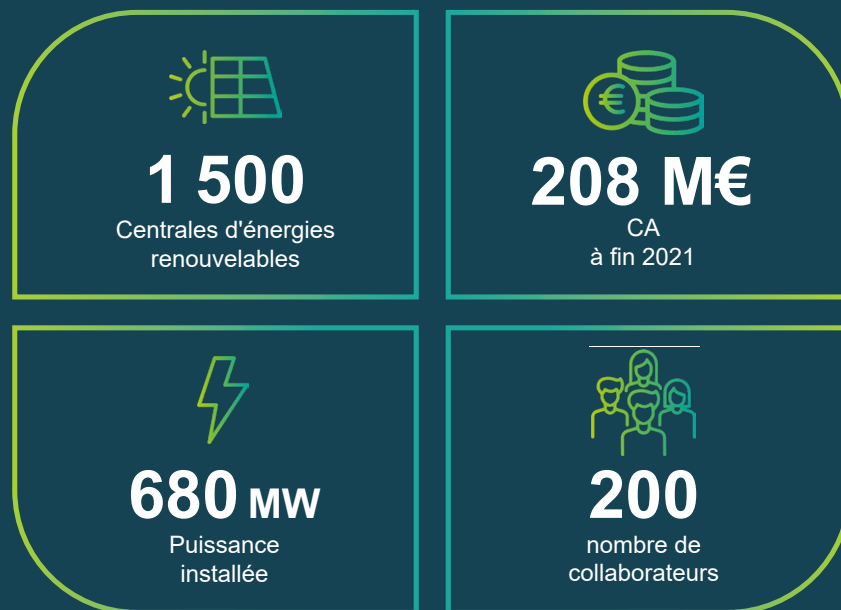 1 500
Centrales d'énergies
renouvelables
208 M€
CA
à fin 2021
680 MW
Puissance
installée
200
nombre de
collaborateurs